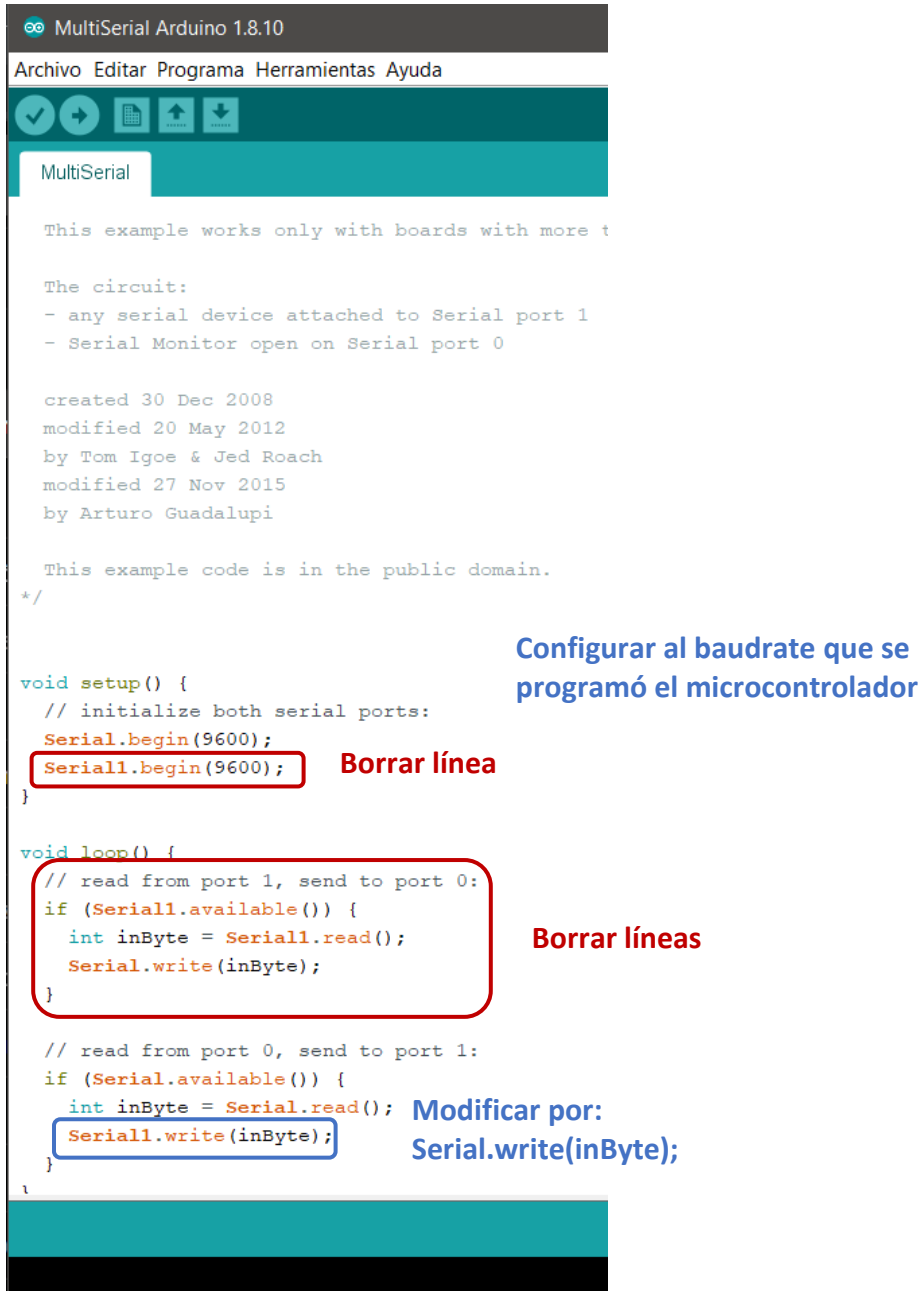 MultiSerial Arduino 1.8.10
Archivo Editar Programa Herramientas Ayuda
MultiSerial
This example works only with boards with more t
The circuit:
- any serial device attached to Serial port 1
- Serial Monitor open on Serial port 0
created 30 Dec 2008
modified 20 May 2012
by Tom Igoe & Jed Roach
modified 27 Nov 2015
by Arturo Guadalupi
This example code is in the public domain.
*/
Configurar al baudrate que se
programó el microcontrolador
void setup() {
// initialize both serial ports:
Serial.begin(9600);
Serial1.begin(9600);
Borrar línea
}
void loop() {
// read from port 1, send to port 0:
if (Serial1.available()) {
int inByte = Serial1.read();
Serial.write(inByte);
}
Borrar líneas
// read from port 0, send to port 1:
if (Serial.available()) {
int inByte = Serial.read();
Serial1.write(inByte);
}
Modificar por:
Serial.write(inByte);
}